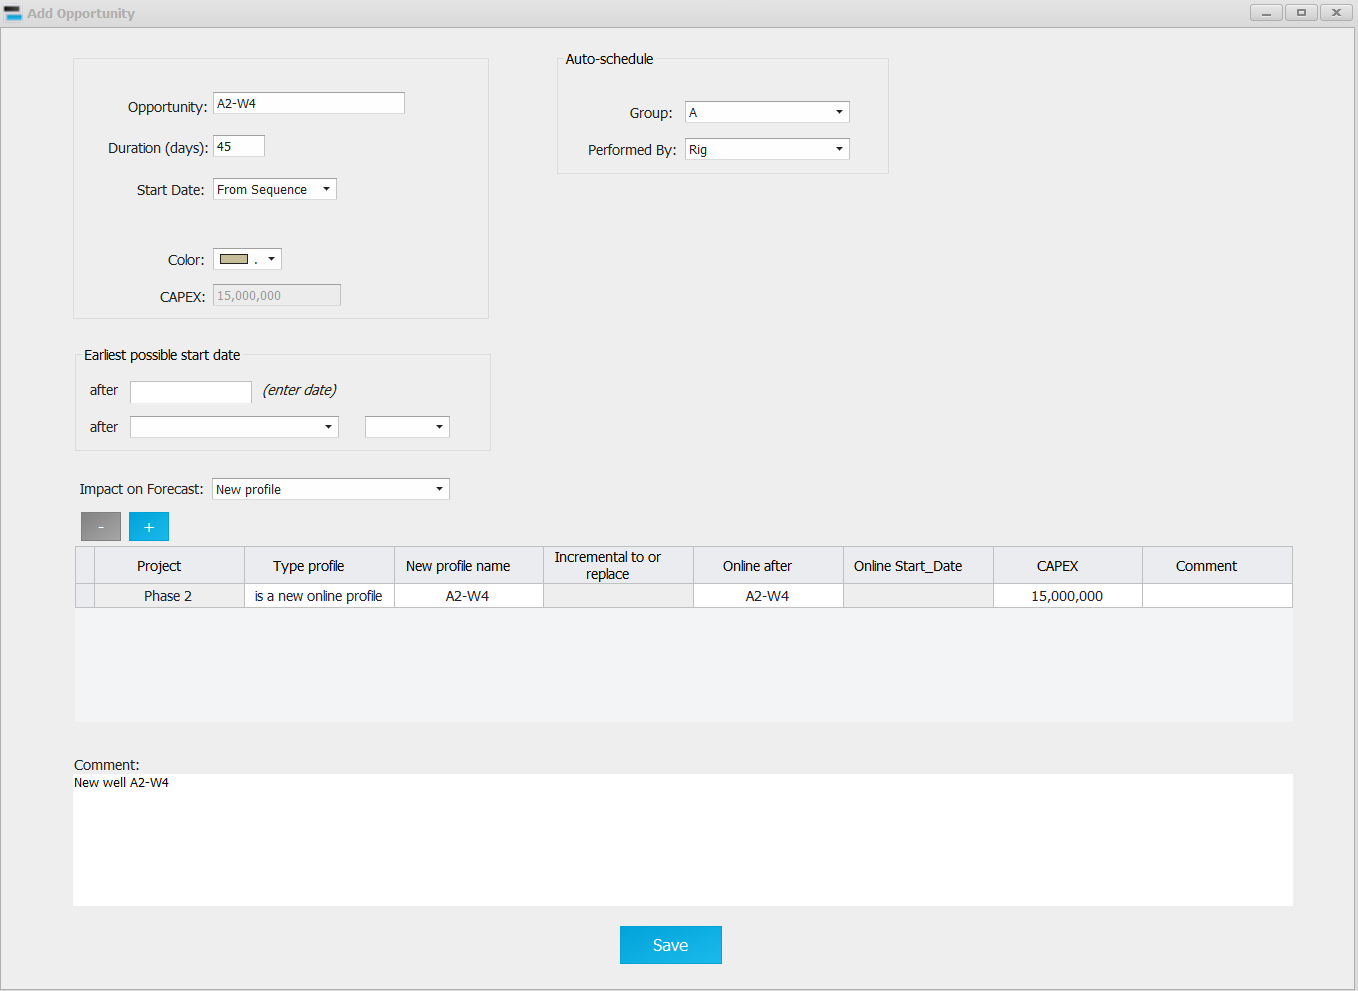 Add Opportunity
Opportunity: A2-W4
Duration (days): 45
Start Date: From Sequence
Color: .
CAPEX: 15,000,000
Auto-schedule
Group: A
Performed By: Rig
Earliest possible start date
after (enter date)
after
Impact on Forecast: New profile
- +
Project Type profile New profile name Incremental to or replace Online after Online Start_Date CAPEX Comment
Phase 2 is a new online profile A2-W4 A2-W4 15,000,000
Comment:
New well A2-W4
Save